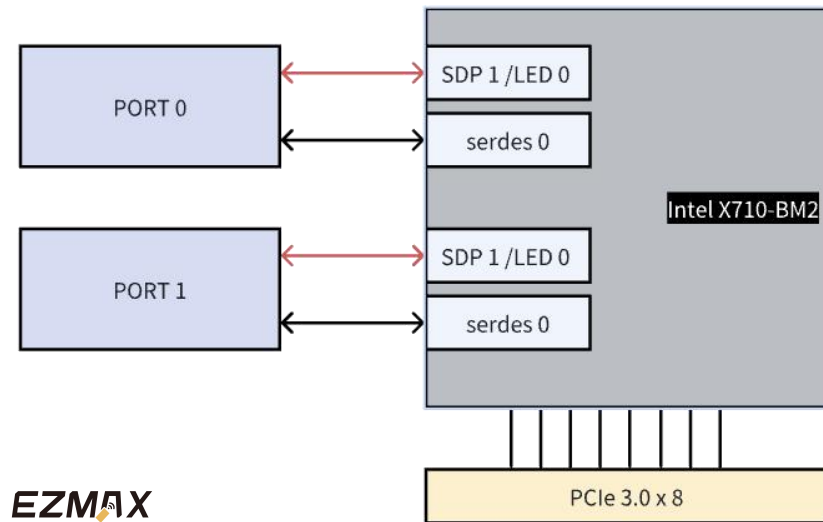 PORT 0
SDP 1 /LED 0
serdes 0
Intel X710-BM2
PORT 1
SDP 1 /LED 0
serdes 0
PCIe 3.0 x 8
EZMAX